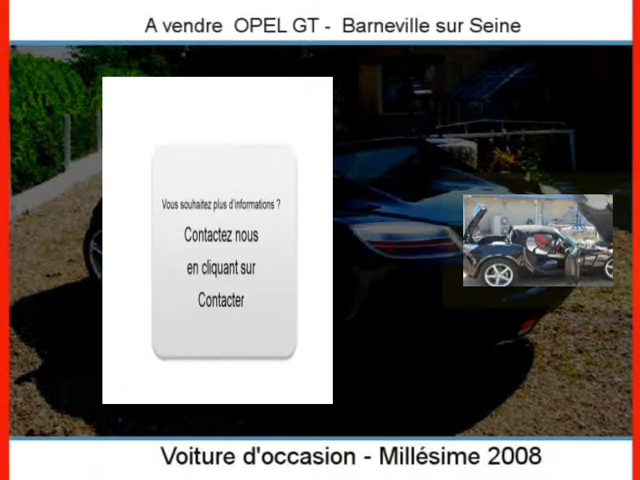 A vendre OPEL GT - Barneville sur Seine
Vous souhaitez plus d'informations ?
Contactez nous
en cliquant sur
Contacter
Voiture d'occasion - Millésime 2008